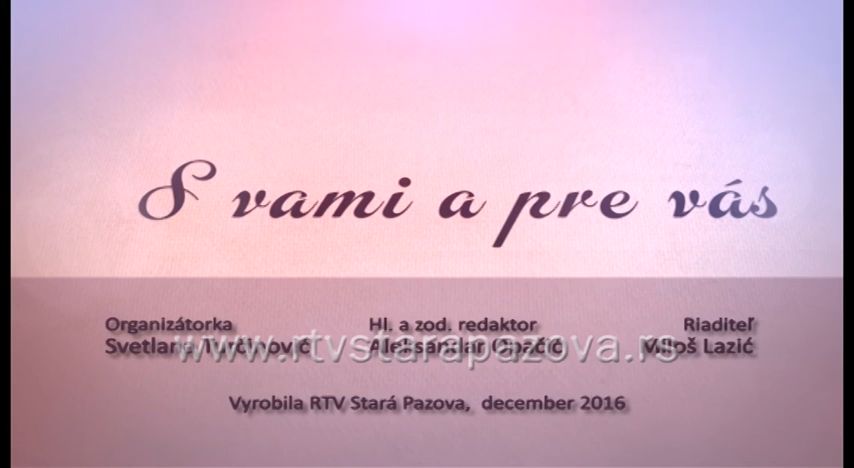 S vami a pre vás
Organizátorka Hl. a zod. redaktor Riaditeľ
Svetlana Aleksandar Opačić Miloš Lazić
www.rtvstarapazova.rs
Vyrobila RTV Stará Pazova, december 2016